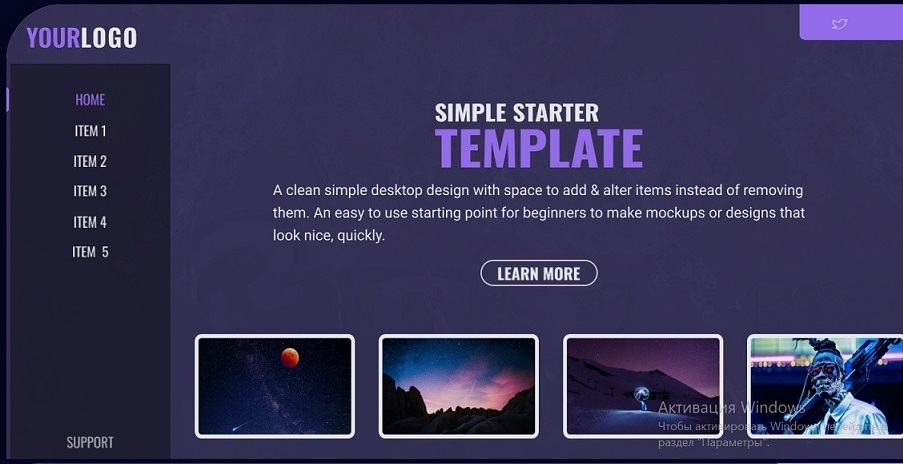 YOURLOGO
HOME
ITEM 1
ITEM 2
ITEM 3
ITEM 4
ITEM 5
SUPPORT
SIMPLE STARTER
TEMPLATE
A clean simple desktop design with space to add & alter items instead of removing
them. An easy to use starting point for beginners to make mockups or designs that
look nice, quickly.
LEARN MORE
Активация Windows
Чтобы активировать Windows
раздел "Параметры".